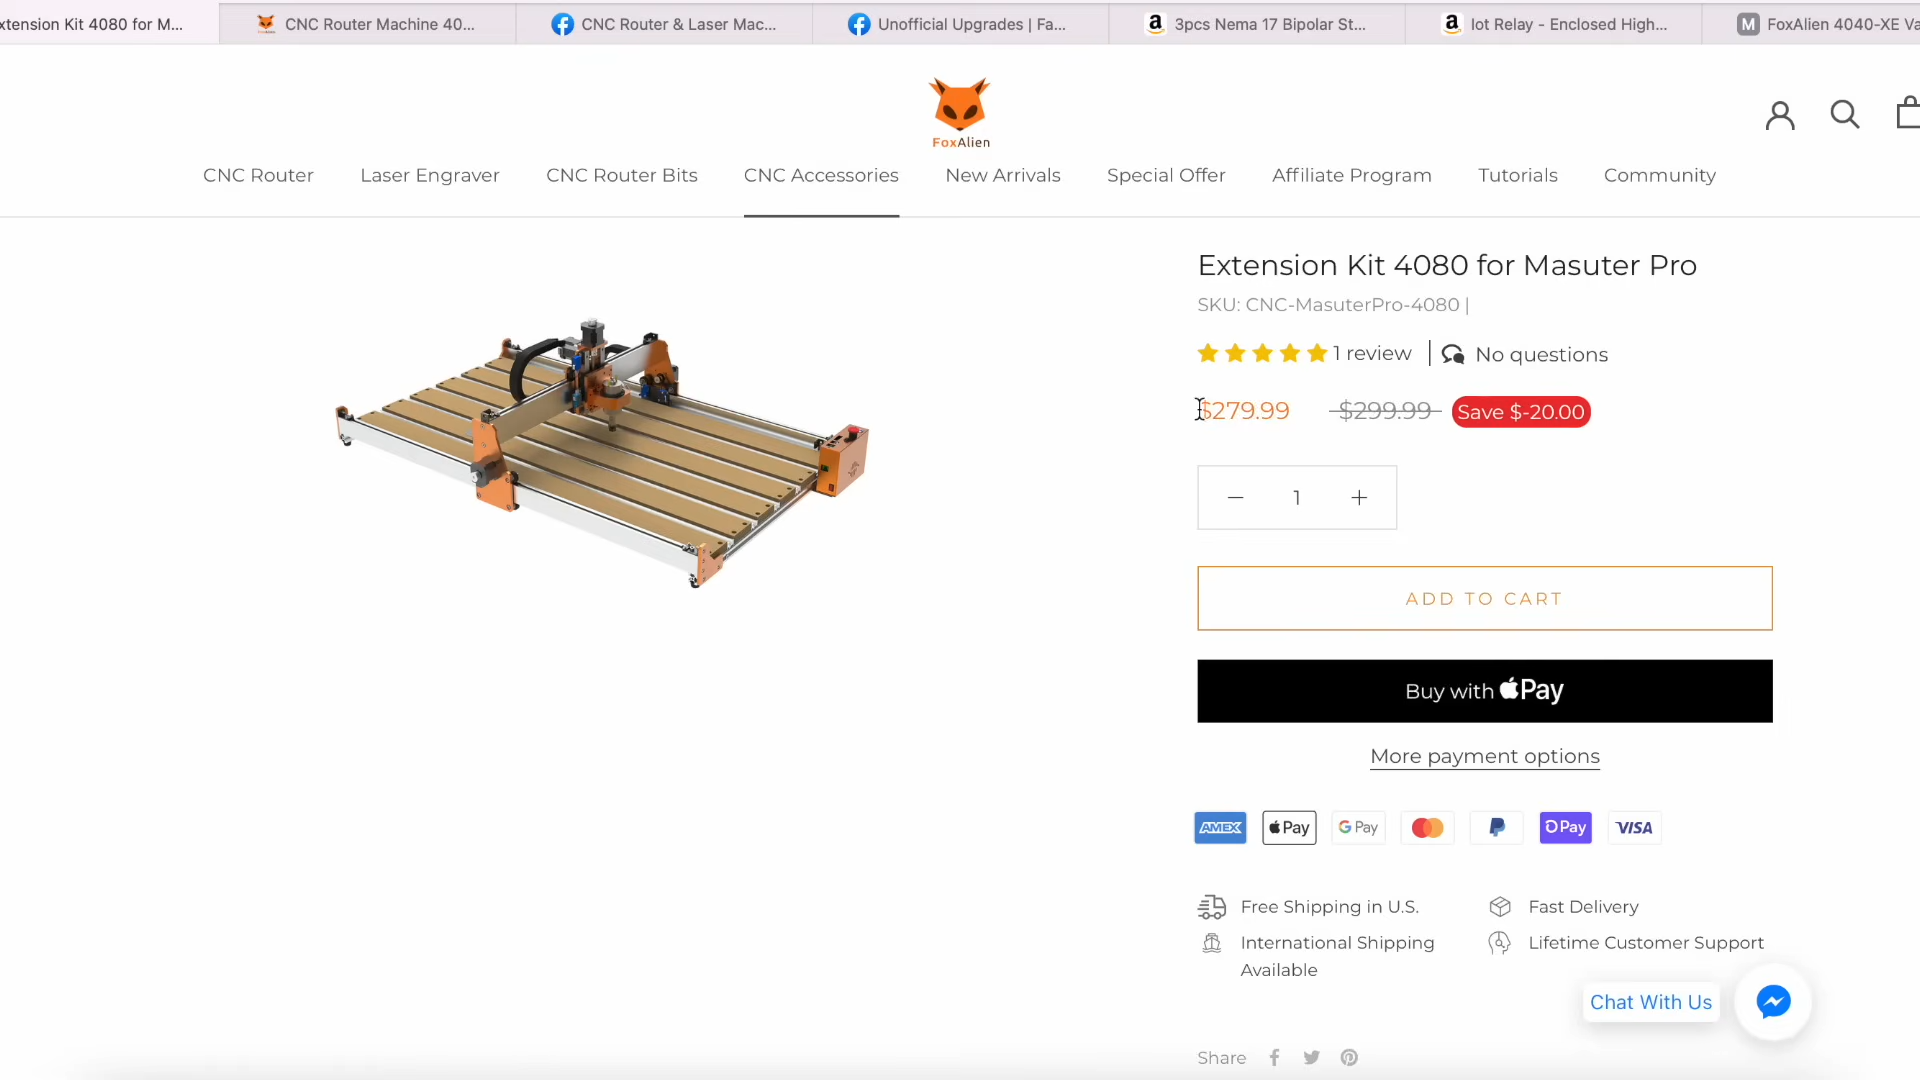 xtension Kit 4080 for M...
CNC Router Machine 40...
CNC Router & Laser Mac...
Unofficial Upgrades | Fa...
3pcs Nema 17 Bipolar St...
Iot Relay - Enclosed High...
M FoxAlien 4040-XE Va
FoxAlien
CNC Router
Laser Engraver
CNC Router Bits
CNC Accessories
New Arrivals
Special Offer
Affiliate Program
Tutorials
Community
Extension Kit 4080 for Masuter Pro
SKU: CNC-MasuterPro-4080 |
1 review
No questions
$279.99 $299.99 Save $-20.00
− 1 +
ADD TO CART
Buy with Pay
More payment options
AMEX Pay G Pay Pay VISA
Free Shipping in U.S.
Fast Delivery
International Shipping
Available
Lifetime Customer Support
Chat With Us
Share